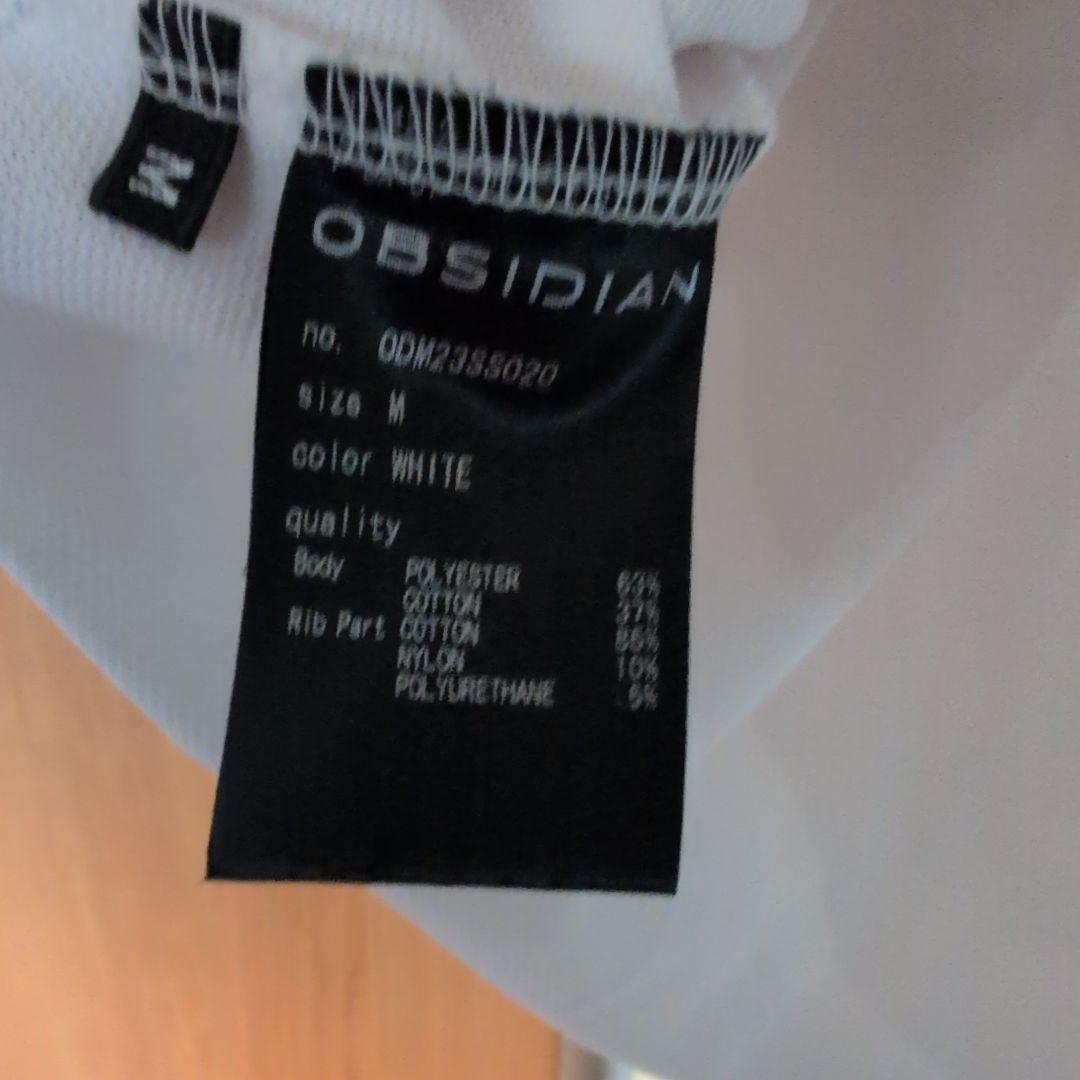 M
OBSIDIAN
no. ODM23SS020
size M
color WHITE
quality
Body POLYESTER 63%
COTTON 37%
Rib Part COTTON
NYLON 10%
POLYURETHANE 5%